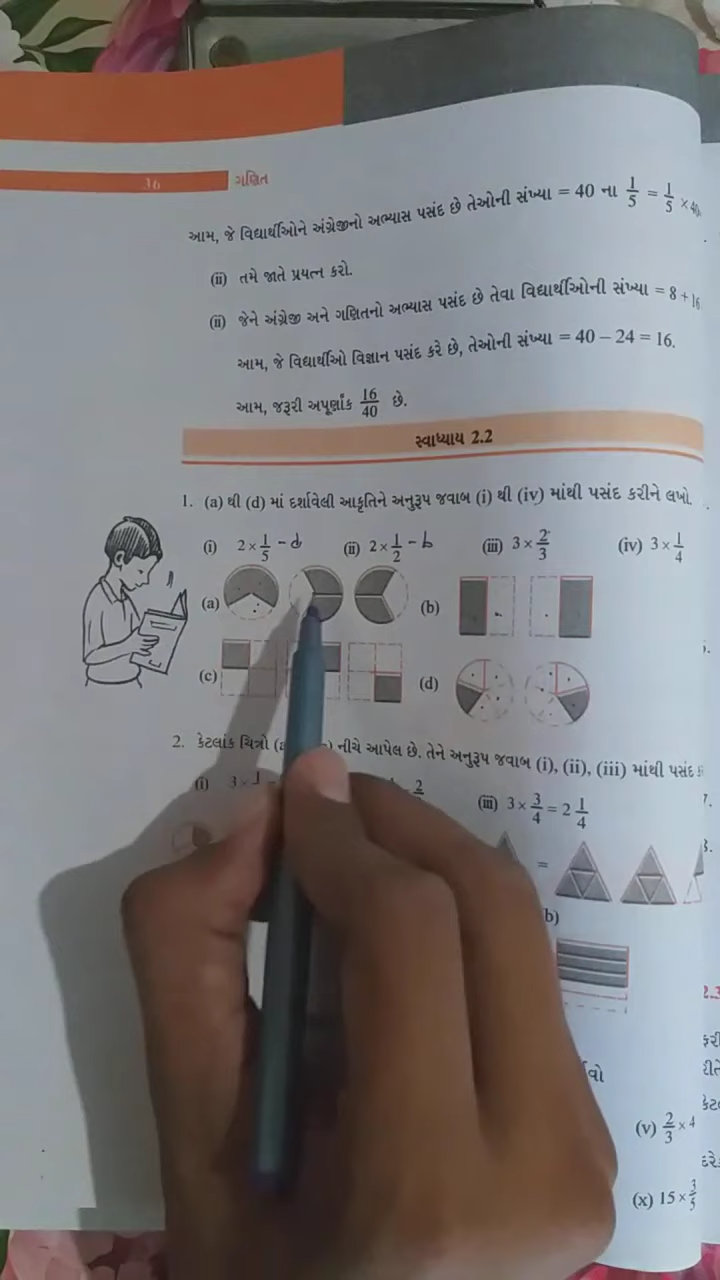 36 ગણિત
આમ, જે વિદ્યાર્થીઓને અંગ્રેજીનો અભ્યાસ પસંદ છે તેઓની સંખ્યા = 40 ના 1/5 = 1/5 × 40
(ii) તમે જાતે પ્રયત્ન કરો.
(ii) જેને અંગ્રેજી અને ગણિતનો અભ્યાસ પસંદ છે તેવા વિદ્યાર્થીઓની સંખ્યા = 8 + 16
આમ, જે વિદ્યાર્થીઓ વિજ્ઞાન પસંદ કરે છે, તેઓની સંખ્યા = 40 – 24 = 16.
આમ, જરૂરી અપૂર્ણાંક 16/40 છે.
સ્વાધ્યાય 2.2
1. (a) થી (d) માં દર્શાવેલી આકૃતિને અનુરૂપ જવાબ (i) થી (iv) માંથી પસંદ કરીને લખો.
(i) 2 × 1/5 – d (ii) 2 × 1/2 – b (iii) 3 × 2/3 (iv) 3 × 1/4
(a) (b)
(c) (d)
2. કેટલાંક ચિત્રો નીચે આપેલ છે. તેને અનુરૂપ જવાબ (i), (ii), (iii) માંથી પસંદ
(i) (iii) 3 × 3/4 = 2 1/4
=
b)
(v) 2/3 × 4
(x) 15 × 3/5